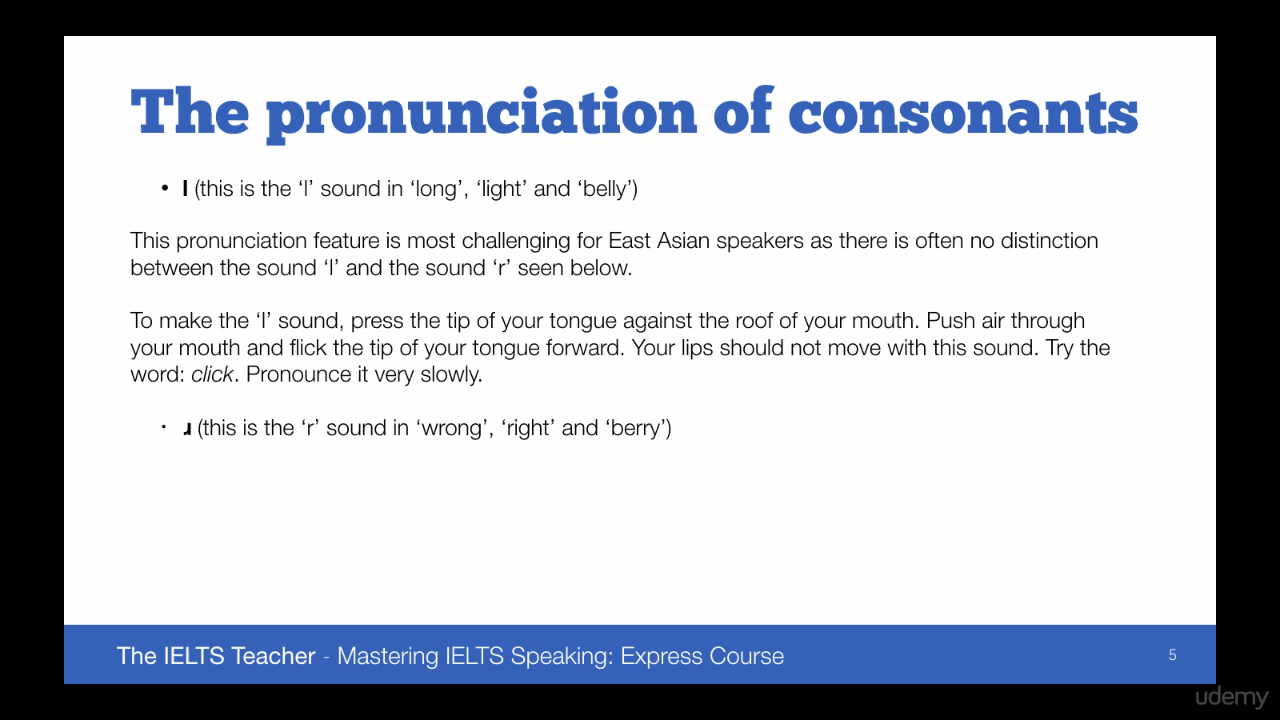 The pronunciation of consonants
• l (this is the ‘l’ sound in ‘long’, ‘light’ and ‘belly’)
This pronunciation feature is most challenging for East Asian speakers as there is often no distinction
between the sound ‘l’ and the sound ‘r’ seen below.
To make the ‘l’ sound, press the tip of your tongue against the roof of your mouth. Push air through
your mouth and flick the tip of your tongue forward. Your lips should not move with this sound. Try the
word: click. Pronounce it very slowly.
• ɹ (this is the ‘r’ sound in ‘wrong’, ‘right’ and ‘berry’)
The IELTS Teacher - Mastering IELTS Speaking: Express Course
5
udemy